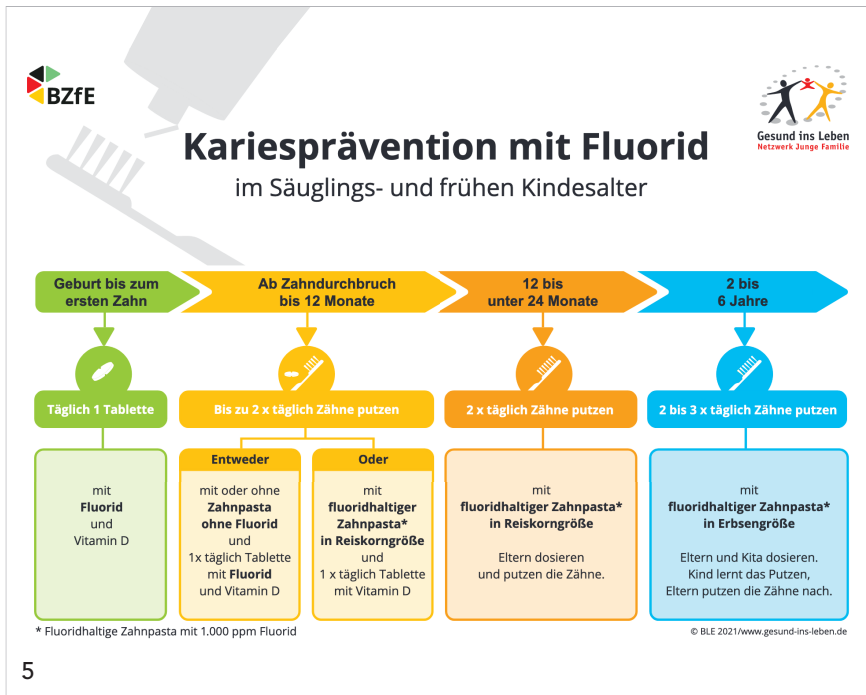 BZfE
Gesund ins Leben
Netzwerk Junge Familie
Kariesprävention mit Fluorid
im Säuglings- und frühen Kindesalter
Geburt bis zum
ersten Zahn
Täglich 1 Tablette
mit
Fluorid
und
Vitamin D
Ab Zahndurchbruch
bis 12 Monate
Bis zu 2 x täglich Zähne putzen
Entweder
mit oder ohne
Zahnpasta
ohne Fluorid
und
1x täglich Tablette
mit Fluorid
und Vitamin D
Oder
mit
fluoridhaltiger
Zahnpasta*
in Reiskorngröße
und
1 x täglich Tablette
mit Vitamin D
12 bis
unter 24 Monate
2 x täglich Zähne putzen
mit
fluoridhaltiger Zahnpasta*
in Reiskorngröße
Eltern dosieren
und putzen die Zähne.
2 bis
6 Jahre
2 bis 3 x täglich Zähne putzen
mit
fluoridhaltiger Zahnpasta*
in Erbsengröße
Eltern und Kita dosieren.
Kind lernt das Putzen,
Eltern putzen die Zähne nach.
* Fluoridhaltige Zahnpasta mit 1.000 ppm Fluorid
© BLE 2021/www.gesund-ins-leben.de
5